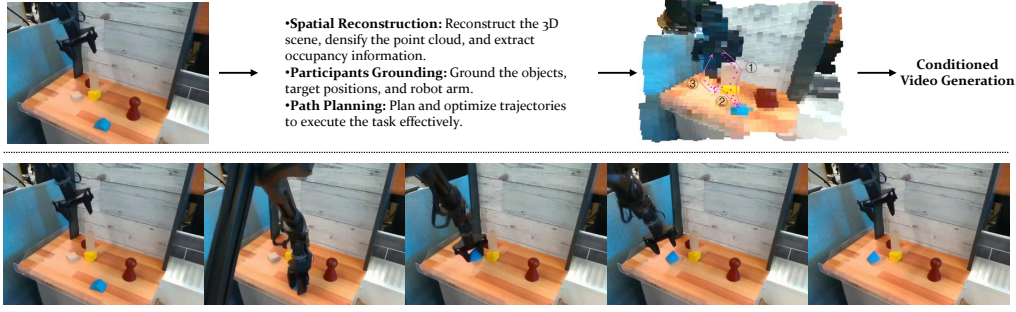 •Spatial Reconstruction: Reconstruct the 3D
scene, densify the point cloud, and extract
occupancy information.
•Participants Grounding: Ground the objects,
target positions, and robot arm.
•Path Planning: Plan and optimize trajectories
to execute the task effectively.
①
③
②
Conditioned
Video Generation